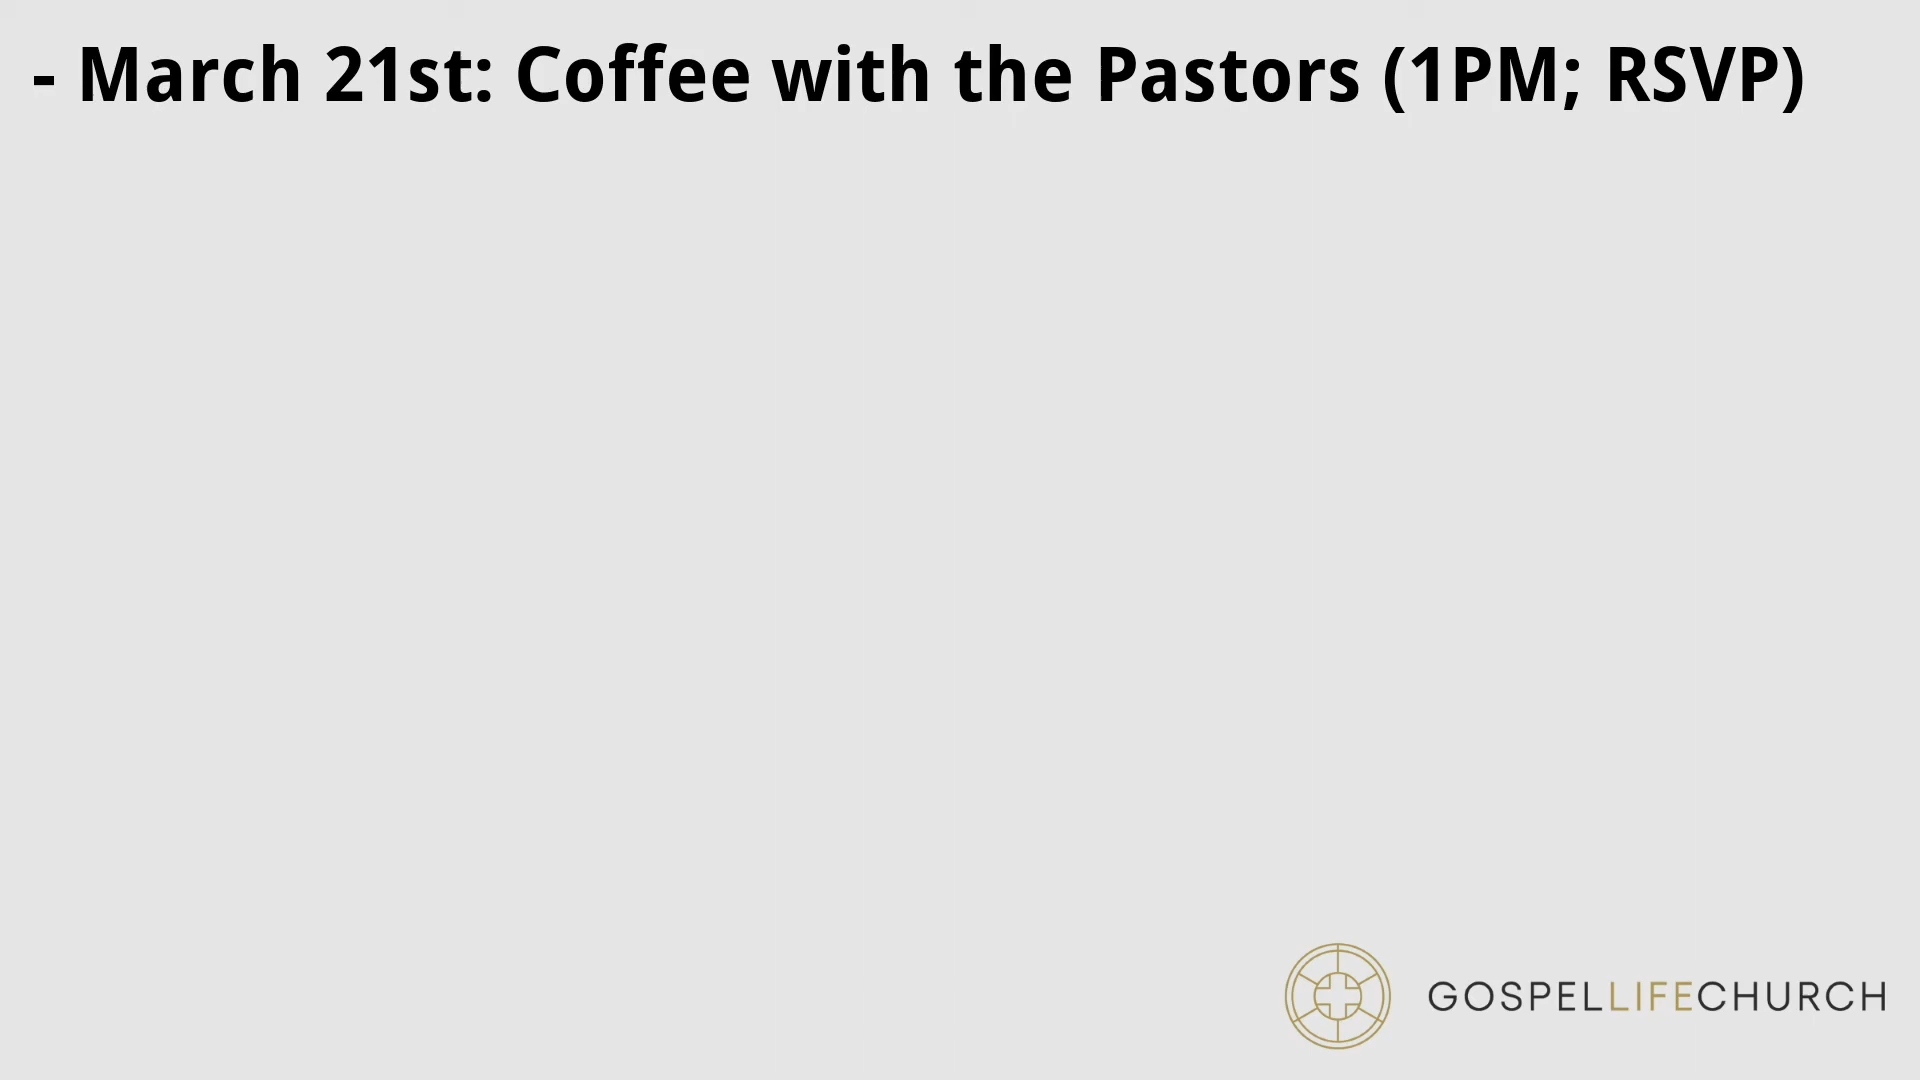 - March 21st: Coffee with the Pastors (1PM; RSVP)
GOSPELLIFECHURCH